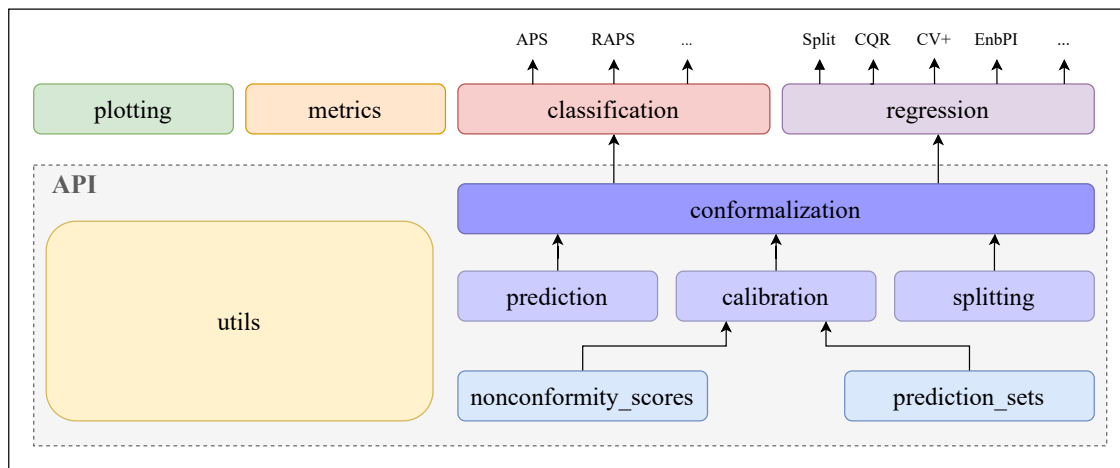 APS RAPS ... Split CQR CV+ EnbPI ...
plotting metrics classification regression
API
conformalization
prediction calibration splitting
utils
nonconformity_scores prediction_sets